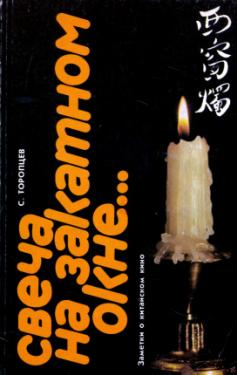 С. ТОРОПЦЕВ
свеча
на закатном
окне...
Заметки о китайском кино
西窗燭